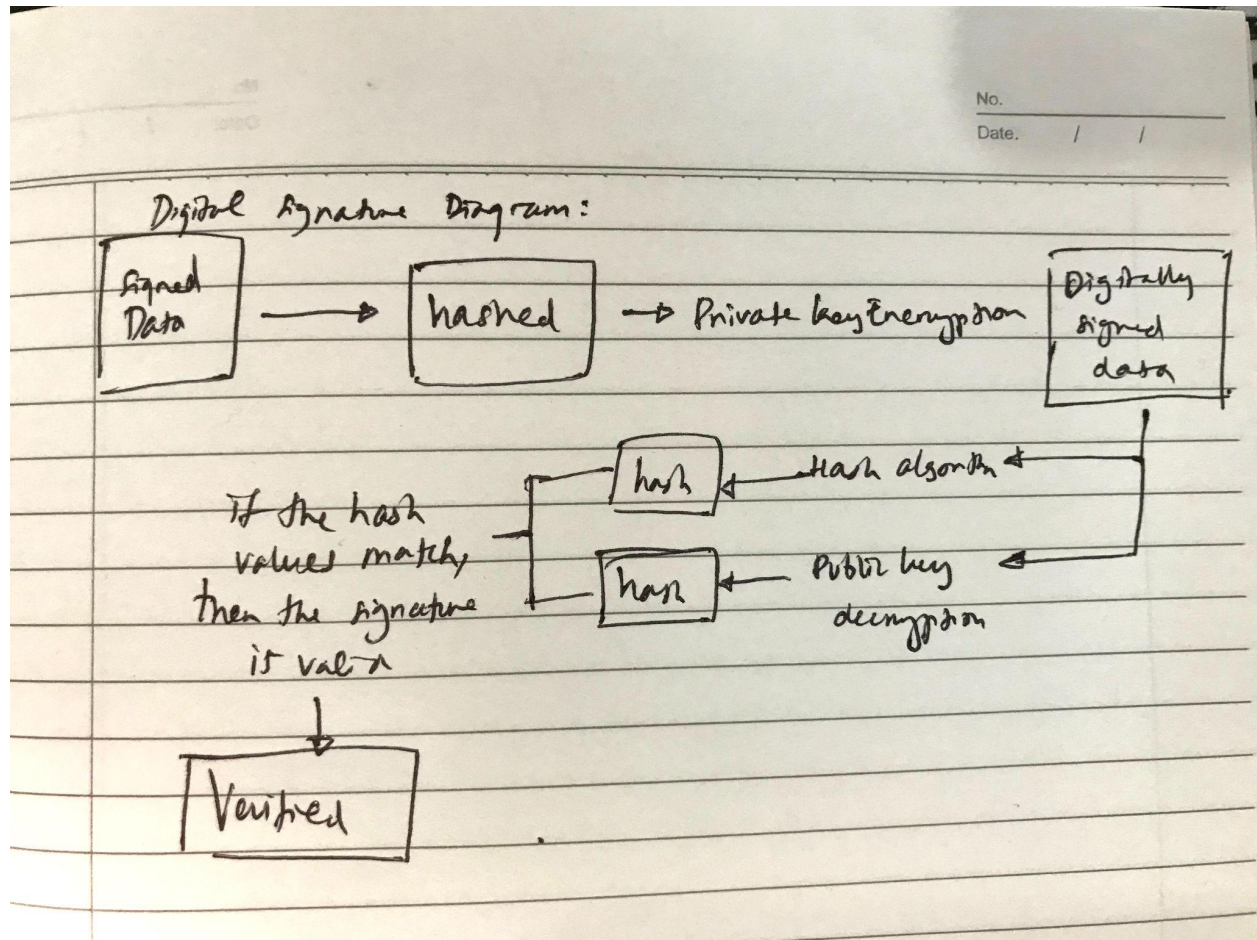 No.
Date. / /
Digital Signature Diagram:
Signed
Data
hashed
Private key Encryption
Digitally
signed
data
hash
Hash algorithm
If the hash
values match,
then the signature
is valid
hash
Public key
decryption
Verified